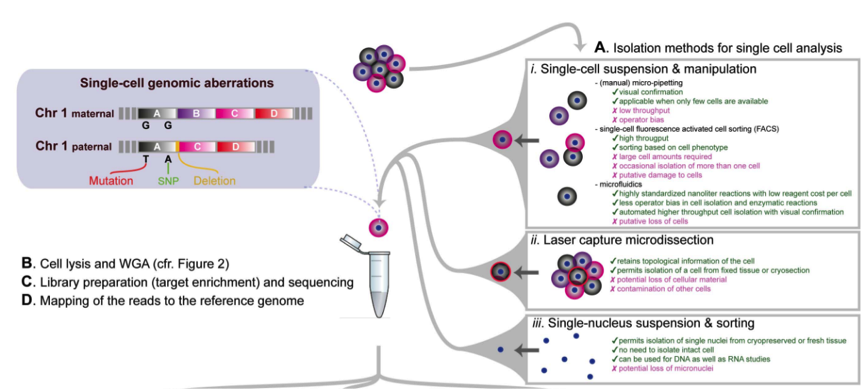 A. Isolation methods for single cell analysis
i. Single-cell suspension & manipulation
- (manual) micro-pipetting
✓visual confirmation
✓applicable when only few cells are available
✗ low throughput
✗ operator bias
- single-cell fluorescence activated cell sorting (FACS)
✓high througput
✓sorting based on cell phenotype
✗ large cell amounts required
✗ occasional isolation of more than one cell
✗ putative damage to cells
- microfluidics
✓highly standardized nanoliter reactions with low reagent cost per cell
✓less operator bias in cell isolation and enzymatic reactions
✓automated higher throughput cell isolation with visual confirmation
✗ putative loss of cells
ii. Laser capture microdissection
✓retains topological information of the cell
✓permits isolation of a cell from fixed tissue or cryosection
✗ potential loss of cellular material
✗ contamination of other cells
iii. Single-nucleus suspension & sorting
✓permits isolation of single nuclei from cryopreserved or fresh tissue
✓no need to isolate intact cell
✓can be used for DNA as well as RNA studies
✗ potential loss of micronuclei
Single-cell genomic aberrations
Chr 1 maternal A B C D
G G
Chr 1 paternal A C D
T A
Mutation SNP Deletion
B. Cell lysis and WGA (cfr. Figure 2)
C. Library preparation (target enrichment) and sequencing
D. Mapping of the reads to the reference genome